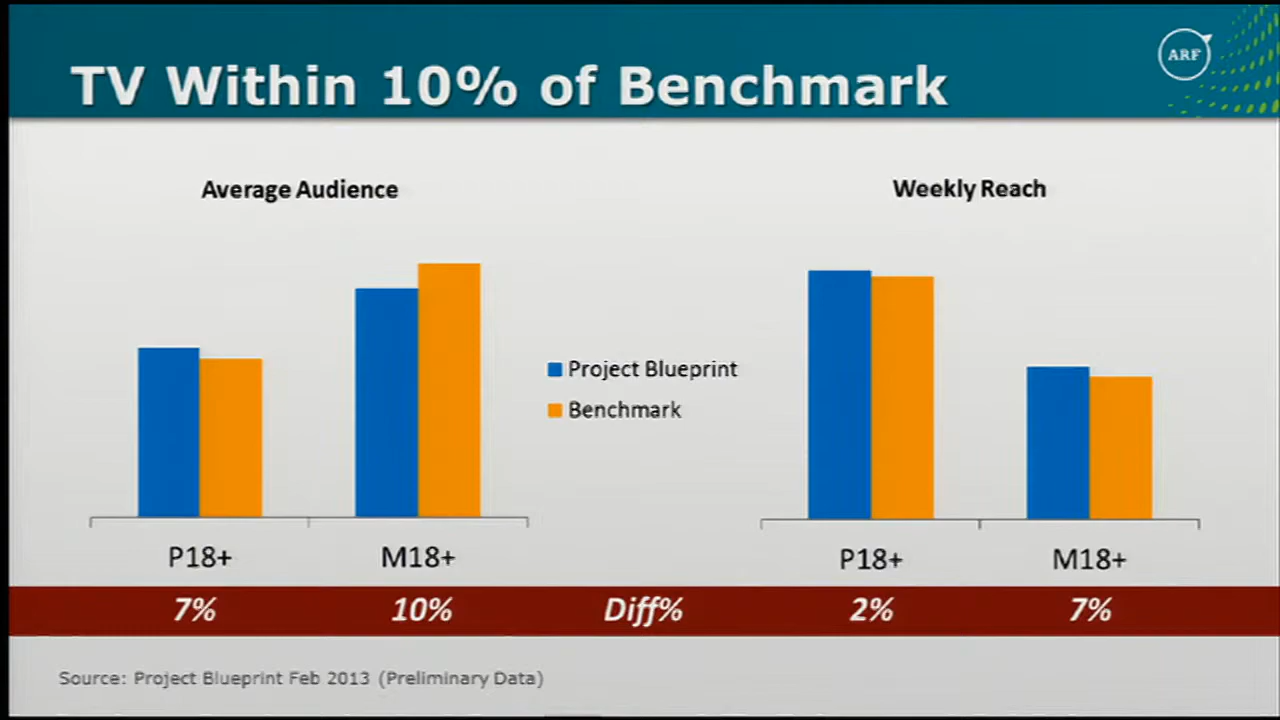 TV Within 10% of Benchmark
ARF
Average Audience
Weekly Reach
Project Blueprint
Benchmark
P18+
M18+
P18+
M18+
7%
10%
Diff%
2%
7%
Source: Project Blueprint Feb 2013 (Preliminary Data)